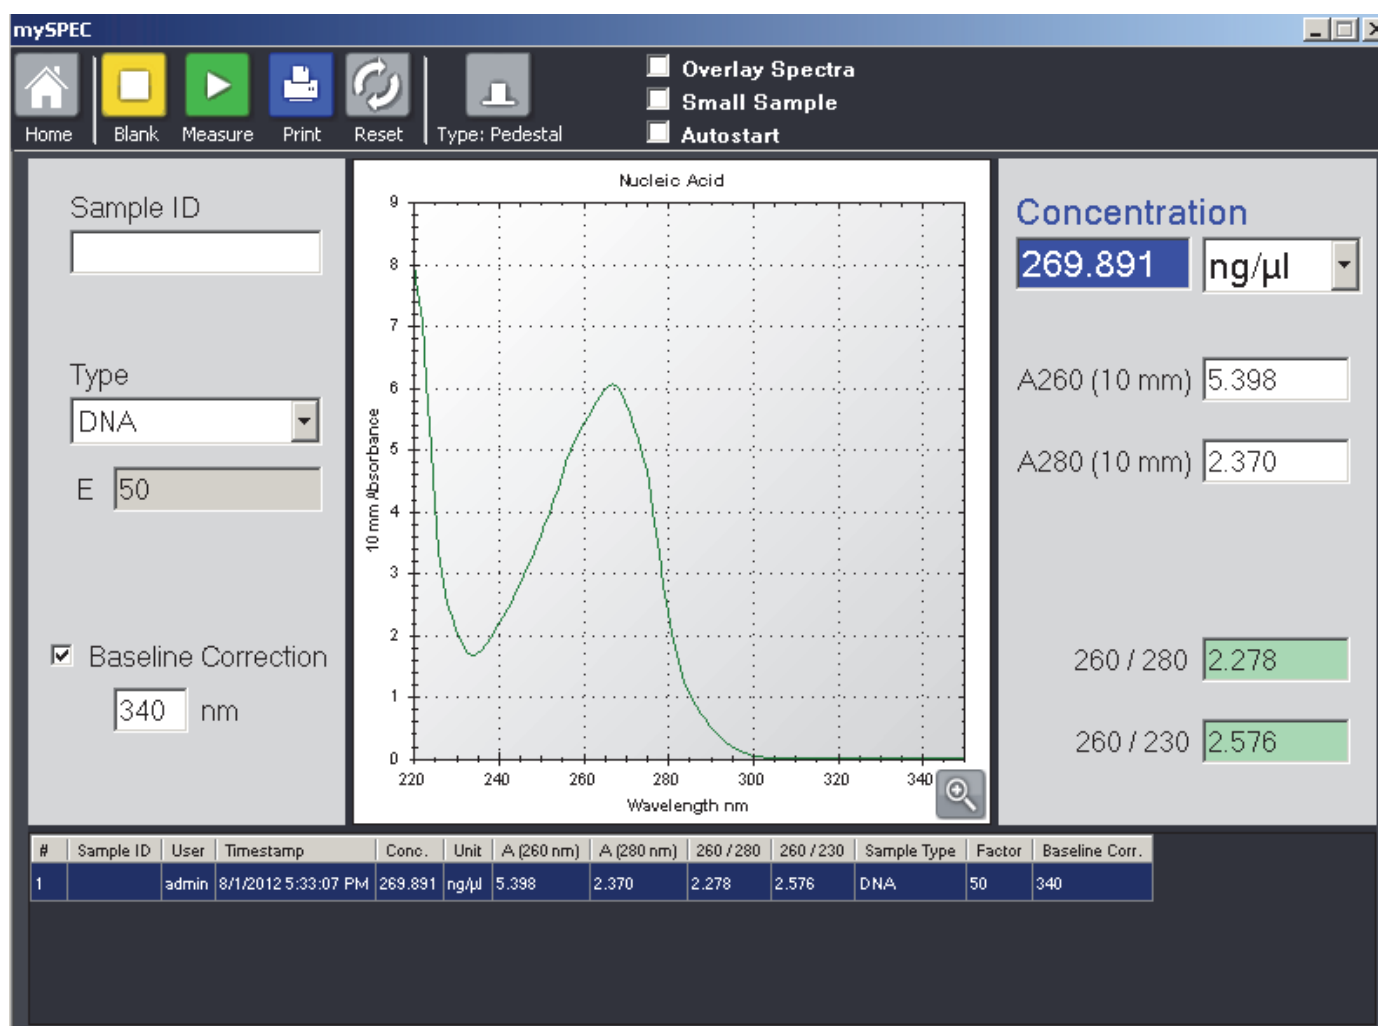 mySPEC
Home Blank Measure Print Reset Type: Pedestal
Overlay Spectra
Small Sample
Autostart
Sample ID
Type
DNA
E 50
Baseline Correction
340 nm
Nucleic Acid
10 mm Absorbance
9
8
7
6
5
4
3
2
1
0
220 240 260 280 300 320 340
Wavelength nm
Concentration
269.891 ng/µl
A260 (10 mm) 5.398
A280 (10 mm) 2.370
260 / 280 2.278
260 / 230 2.576
# Sample ID User Timestamp Conc. Unit A (260 nm) A (280 nm) 260 / 280 260 / 230 Sample Type Factor Baseline Corr.
1 admin 8/1/2012 5:33:07 PM 269.891 ng/µl 5.398 2.370 2.278 2.576 DNA 50 340